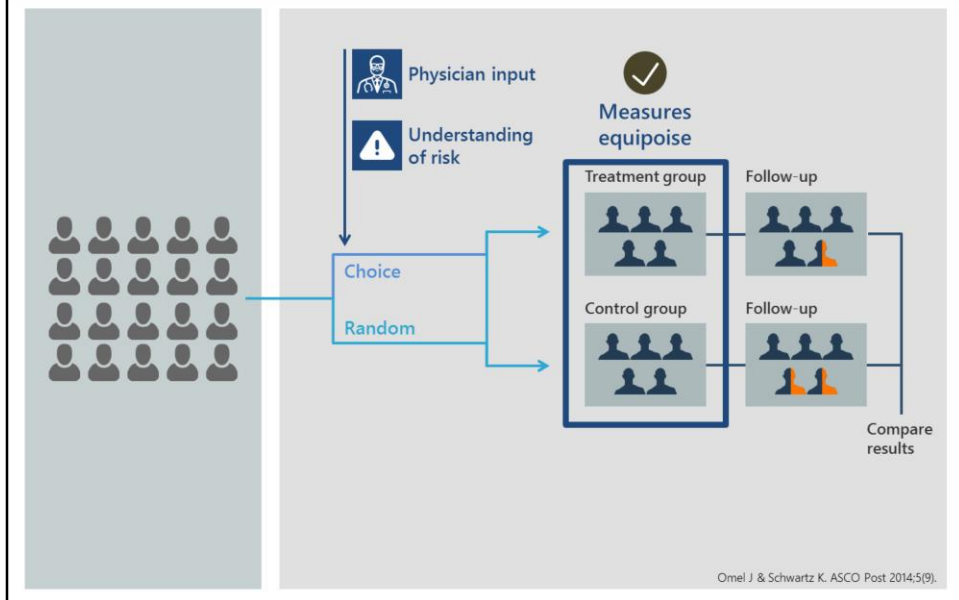 Physician input
Understanding
of risk
Measures
equipoise
Treatment group
Follow-up
Choice
Random
Control group
Follow-up
Compare
results
Omel J & Schwartz K. ASCO Post 2014;5(9).